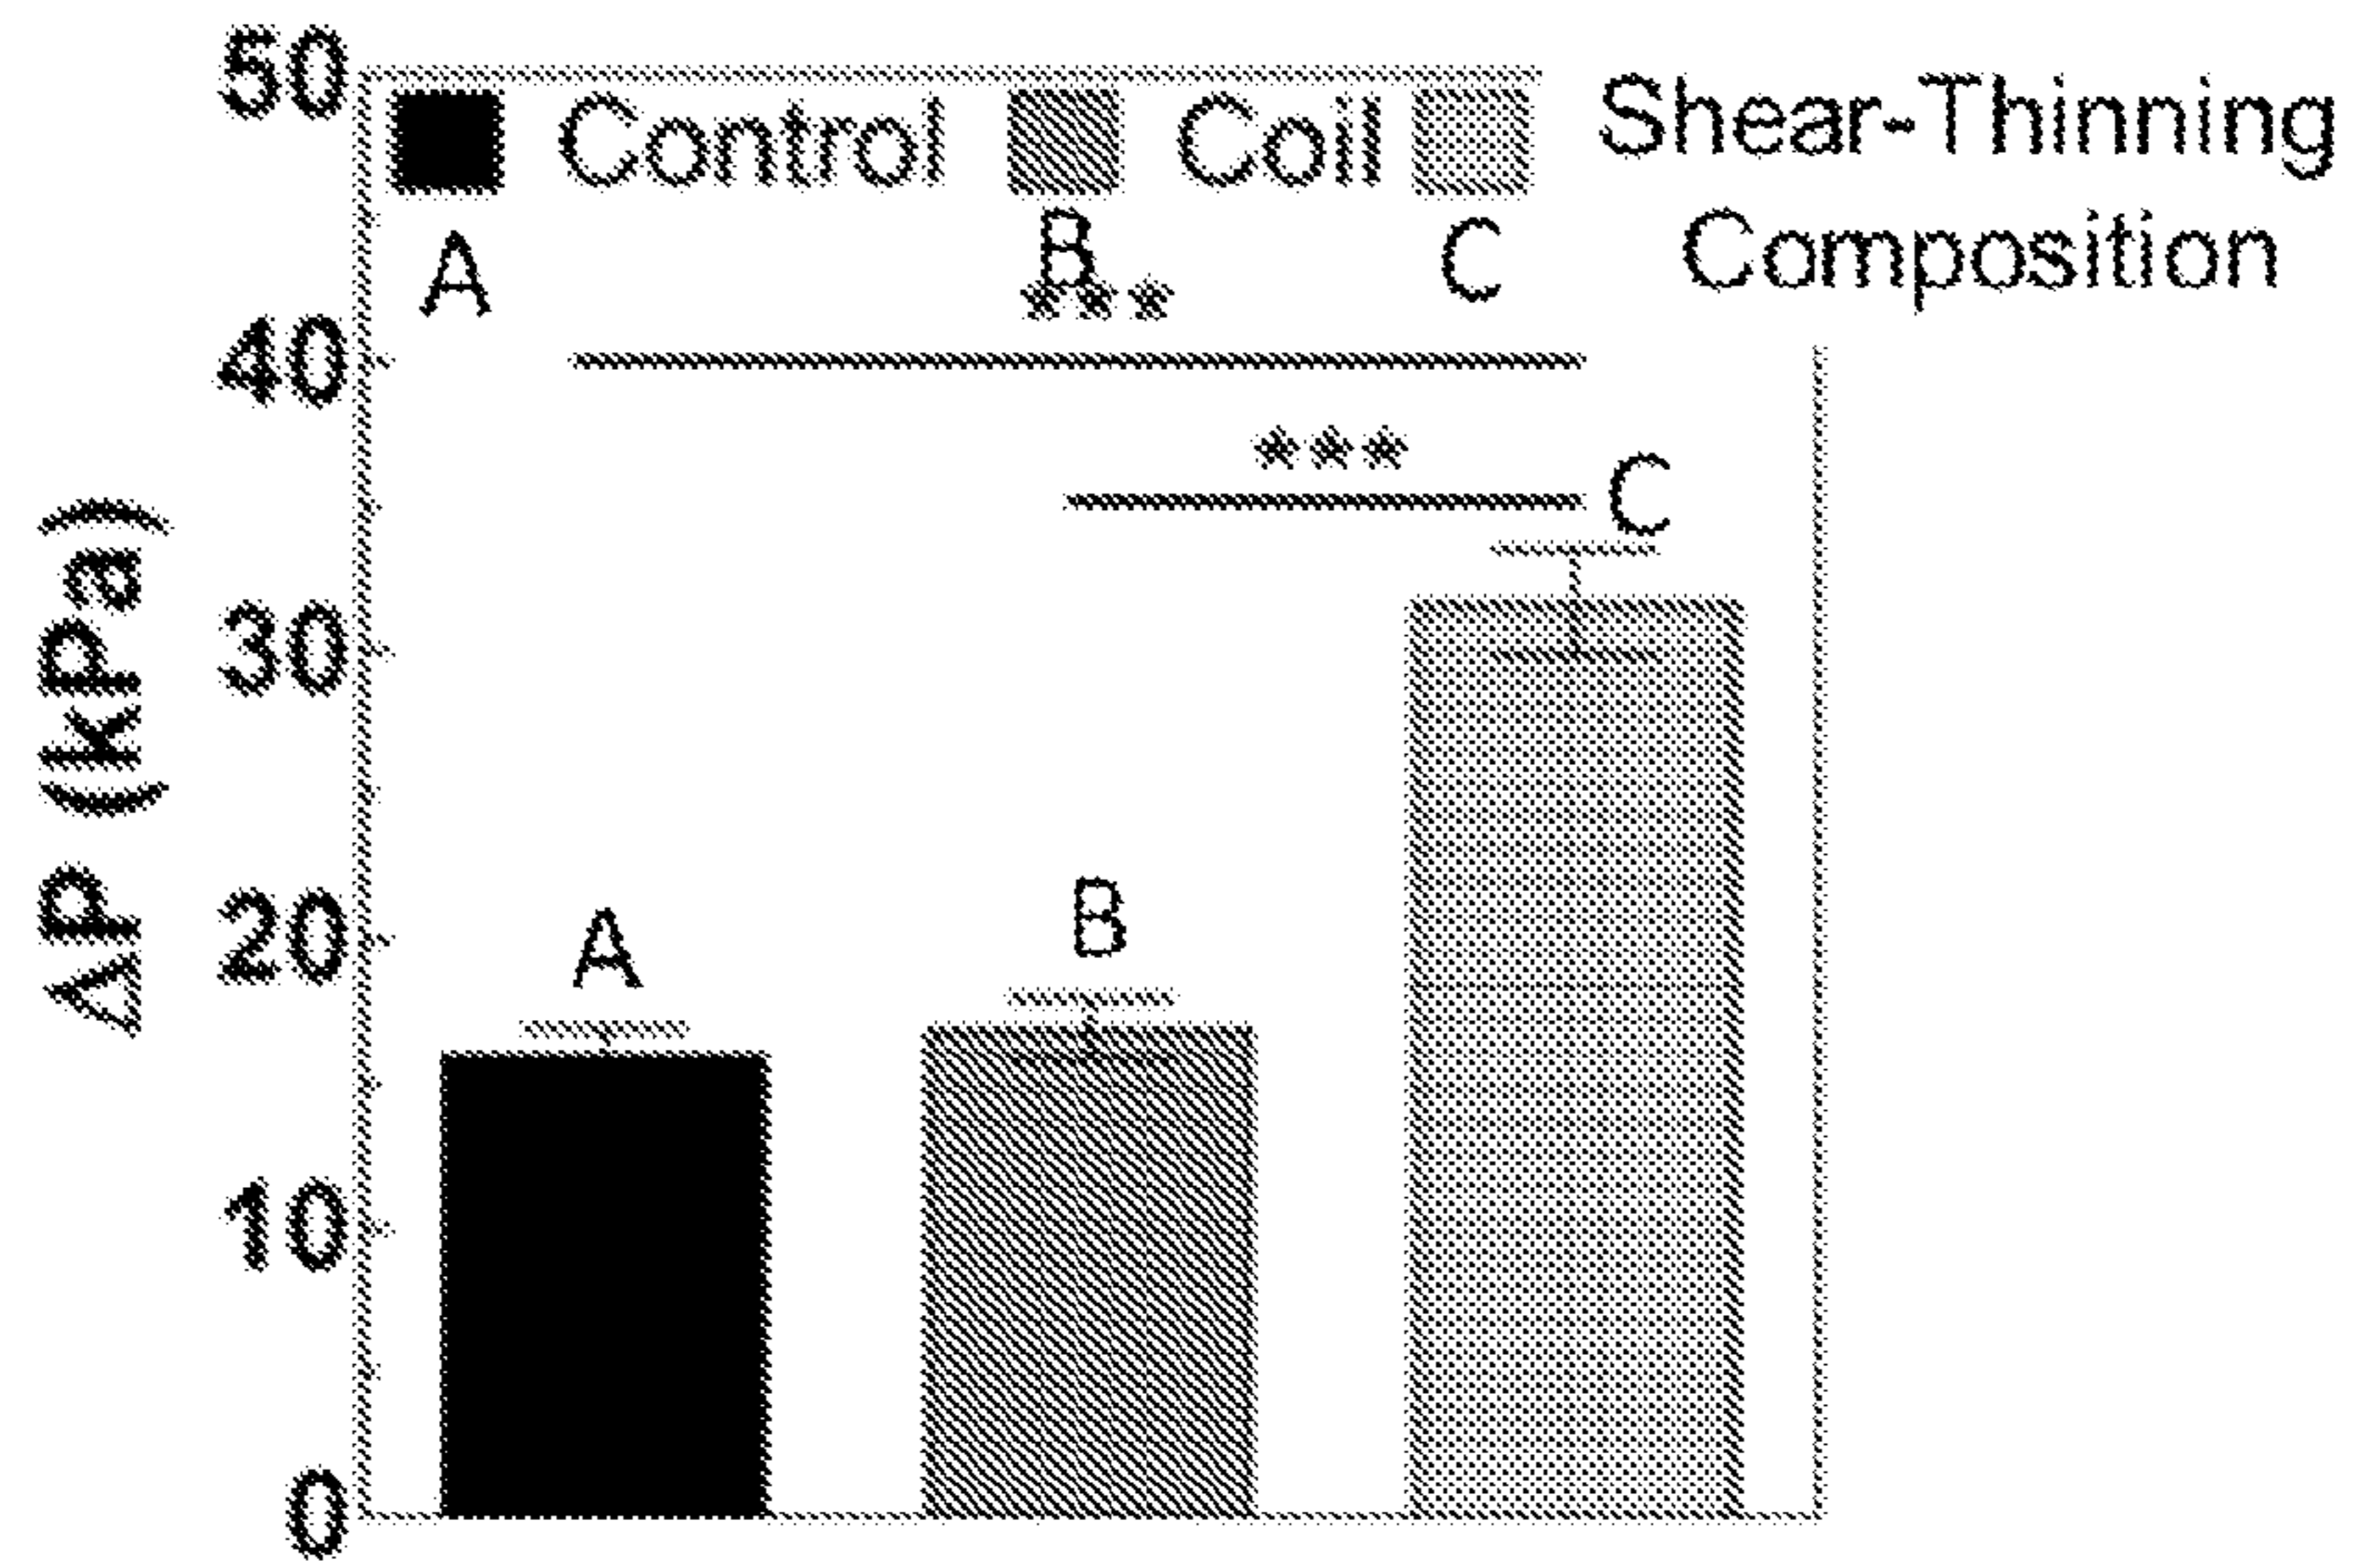 50
Control Coil Shear-Thinning
Composition
A B C
***
40
***
C
30
ΔP (kPa)
B
20
A
10
0